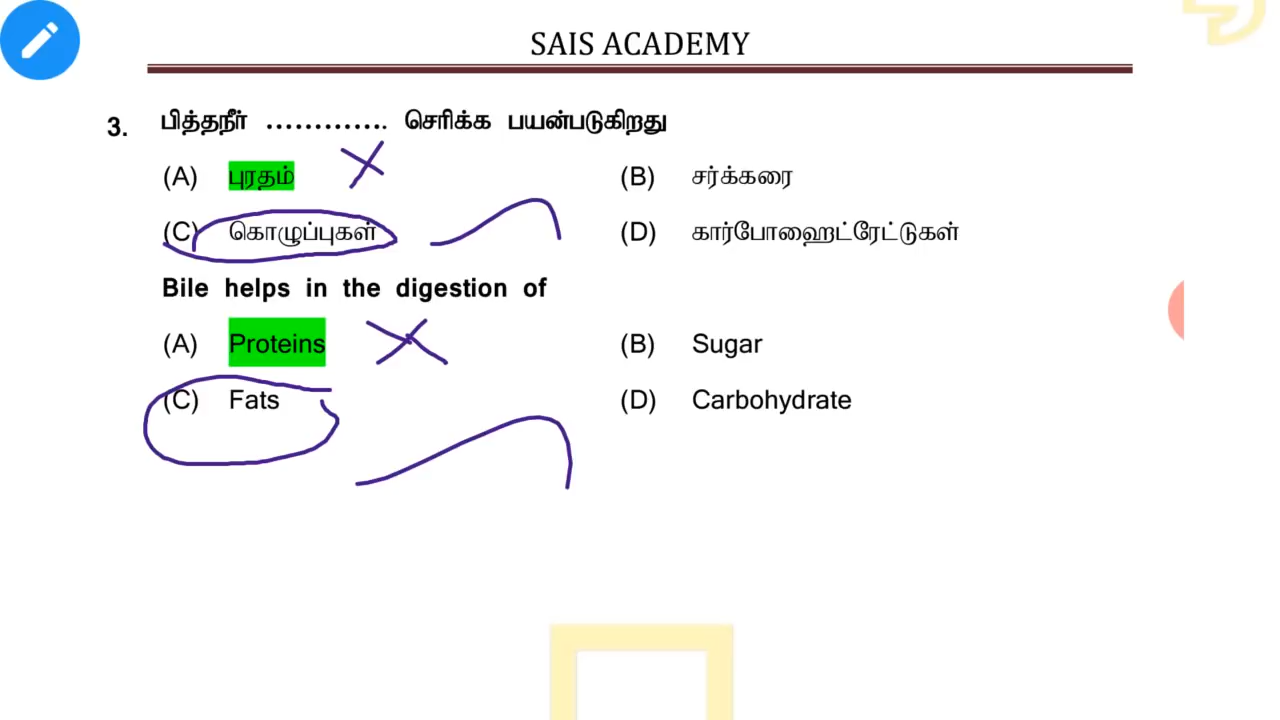 SAIS ACADEMY
3. பித்தநீர் .............. செரிக்க பயன்படுகிறது
(A) புரதம் (B) சர்க்கரை
(C) கொழுப்புகள் (D) கார்போஹைட்ரேட்டுகள்
Bile helps in the digestion of
(A) Proteins (B) Sugar
(C) Fats (D) Carbohydrate